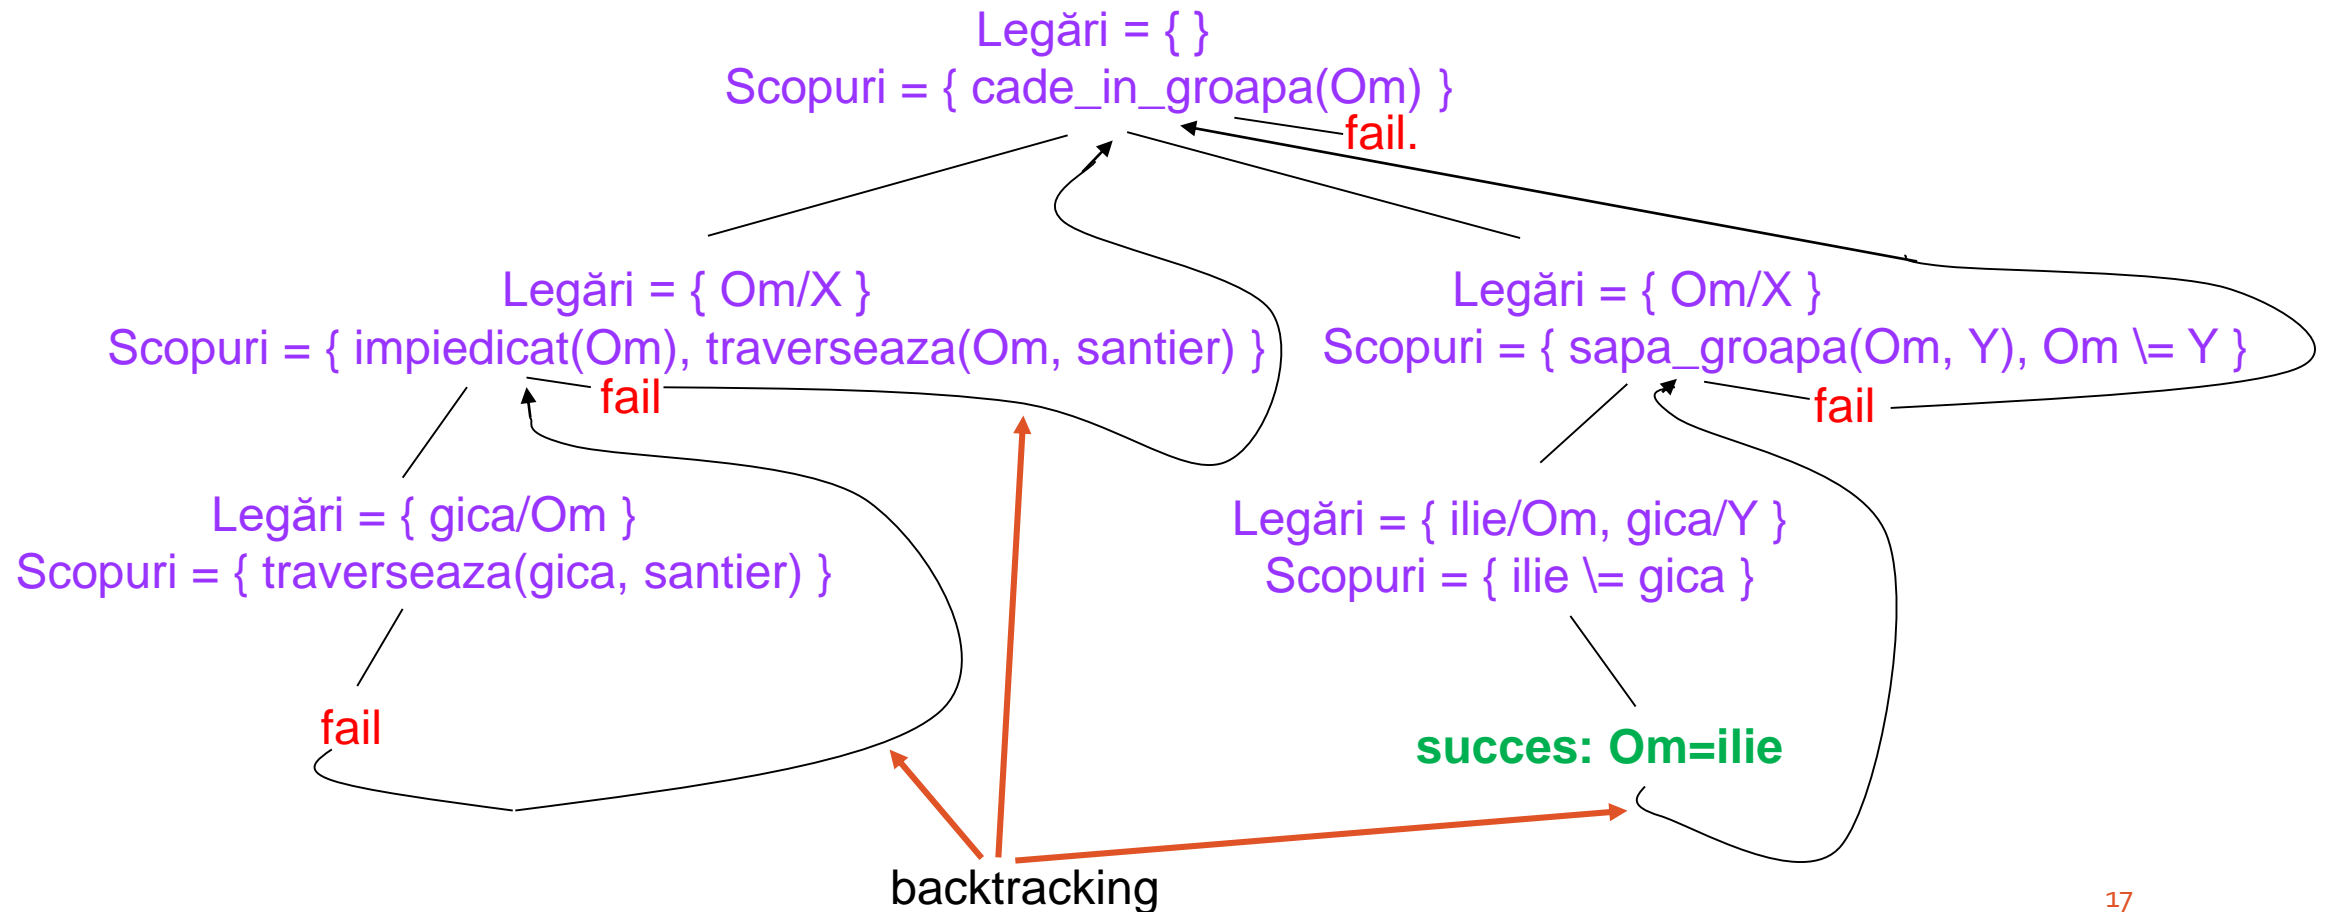 Legări = { }
Scopuri = { cade_in_groapa(Om) }
fail.
Legări = { Om/X }
Scopuri = { impiedicat(Om), traverseaza(Om, santier) }
fail
Legări = { gica/Om }
Scopuri = { traverseaza(gica, santier) }
fail
Legări = { Om/X }
Scopuri = { sapa_groapa(Om, Y), Om \= Y }
fail
Legări = { ilie/Om, gica/Y }
Scopuri = { ilie \= gica }
succes: Om=ilie
backtracking
17